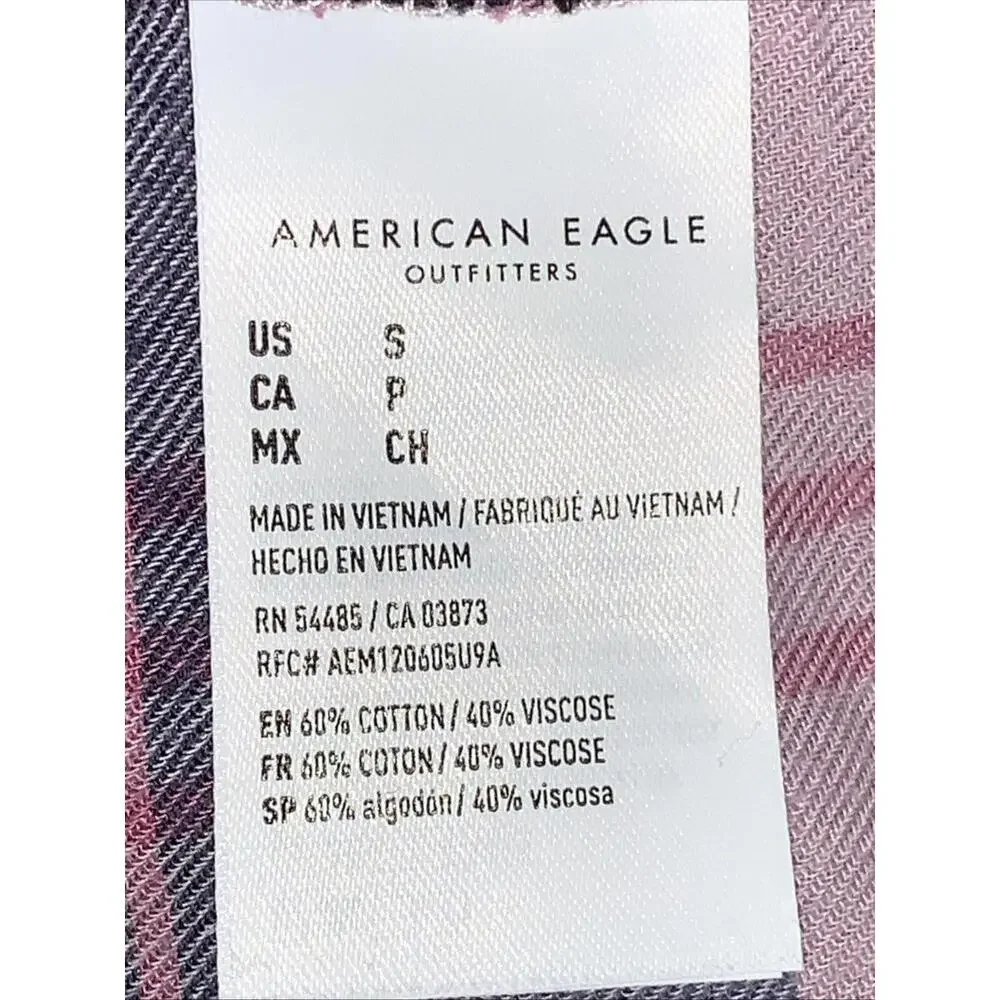 AMERICAN EAGLE
OUTFITTERS
US S
CA P
MX CH
MADE IN VIETNAM / FABRIQUÉ AU VIETNAM /
HECHO EN VIETNAM
RN 54485 / CA 03873
RFC# AEM120605U9A
EN 60% COTTON / 40% VISCOSE
FR 60% COTON / 40% VISCOSE
SP 60% algodón / 40% viscosa